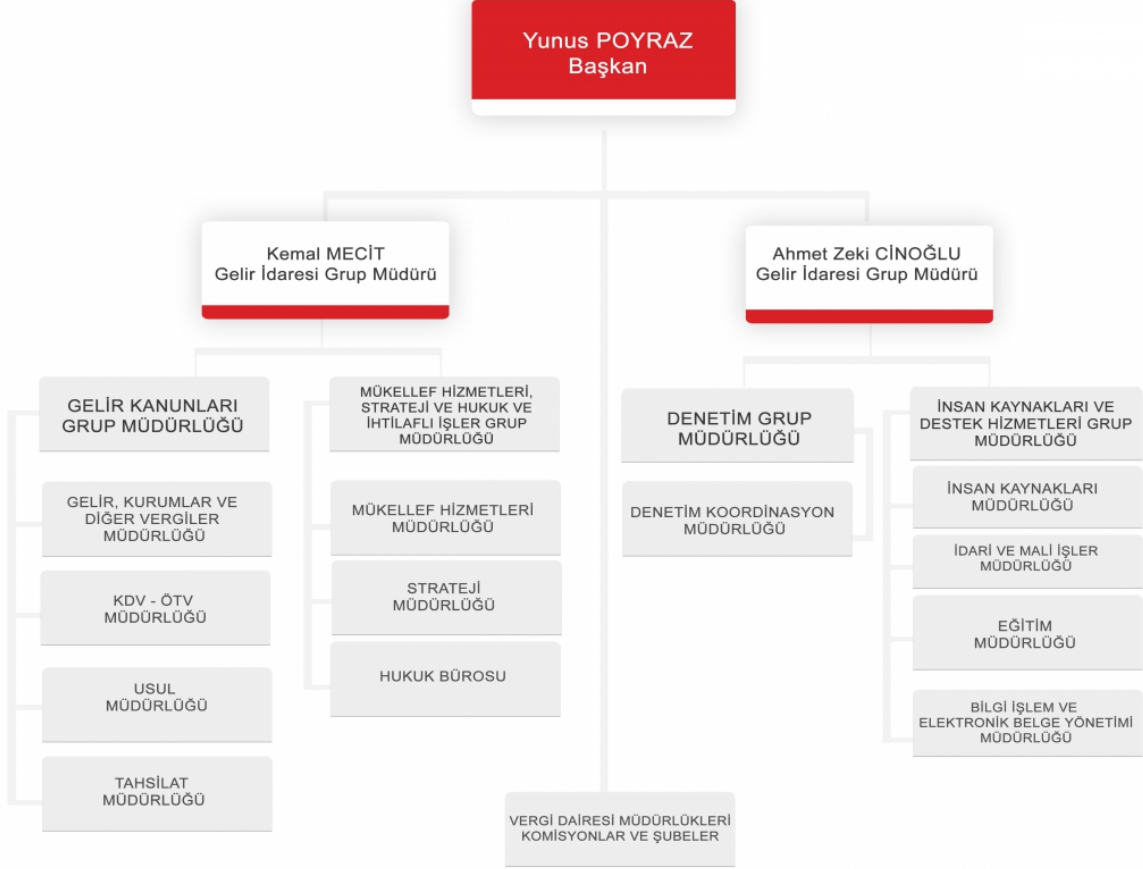 Yunus POYRAZ
Başkan
Kemal MECİT
Gelir İdaresi Grup Müdürü
Ahmet Zeki CİNOĞLU
Gelir İdaresi Grup Müdürü
GELİR KANUNLARI
GRUP MÜDÜRLÜĞÜ
GELİR, KURUMLAR VE
DİĞER VERGİLER
MÜDÜRLÜĞÜ
KDV - ÖTV
MÜDÜRLÜĞÜ
USUL
MÜDÜRLÜĞÜ
TAHSİLAT
MÜDÜRLÜĞÜ
MÜKELLEF HİZMETLERİ,
STRATEJİ VE HUKUK VE
İHTİLAFLI İŞLER GRUP
MÜDÜRLÜĞÜ
MÜKELLEF HİZMETLERİ
MÜDÜRLÜĞÜ
STRATEJİ
MÜDÜRLÜĞÜ
HUKUK BÜROSU
DENETİM GRUP
MÜDÜRLÜĞÜ
DENETİM KOORDİNASYON
MÜDÜRLÜĞÜ
İNSAN KAYNAKLARI VE
DESTEK HİZMETLERİ GRUP
MÜDÜRLÜĞÜ
İNSAN KAYNAKLARI
MÜDÜRLÜĞÜ
İDARİ VE MALİ İŞLER
MÜDÜRLÜĞÜ
EĞİTİM
MÜDÜRLÜĞÜ
BİLGİ İŞLEM VE
ELEKTRONİK BELGE YÖNETİMİ
MÜDÜRLÜĞÜ
VERGİ DAİRESİ MÜDÜRLÜKLERİ
KOMİSYONLAR VE ŞUBELER